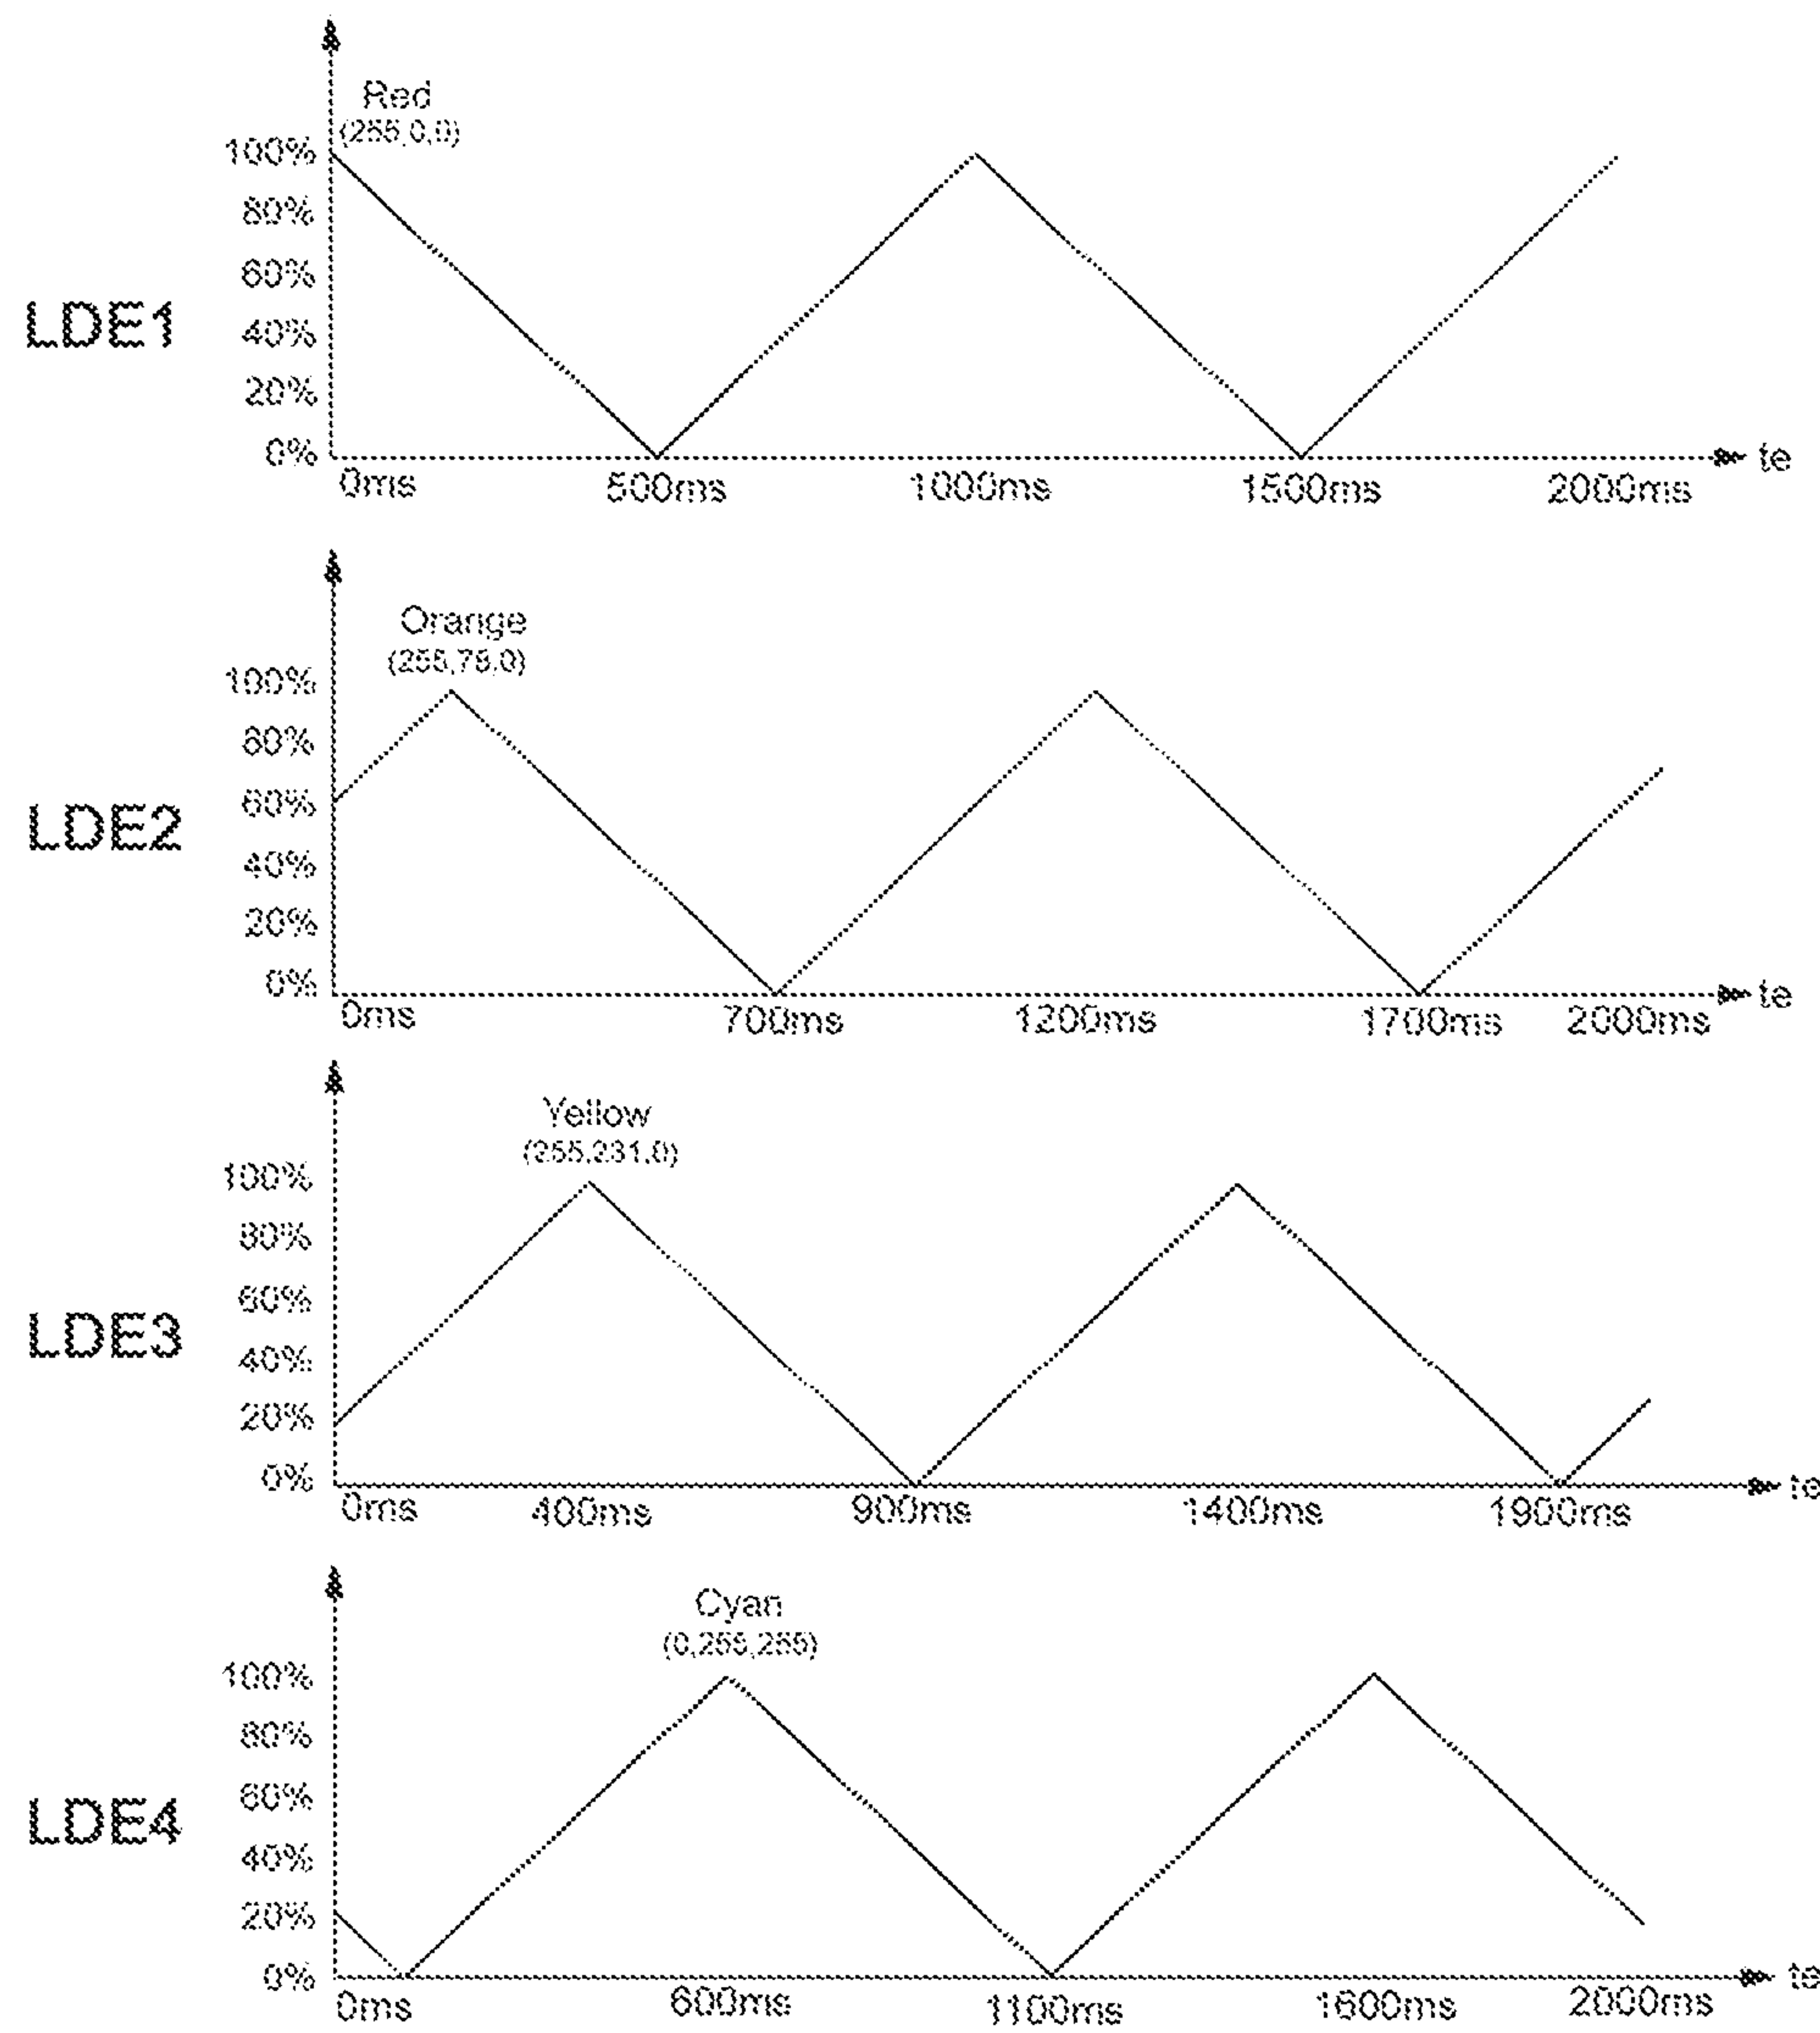 Red
(255,0,0)
100%
80%
60%
LDE1
40%
20%
0%
te
0ms 500ms 1000ms 1500ms 2000ms
Orange
(255,78,0)
100%
80%
60%
LDE2
40%
20%
0%
te
0ms 700ms 1200ms 1700ms 2000ms
Yellow
(255,231,0)
100%
80%
60%
LDE3
40%
20%
0%
te
0ms 400ms 900ms 1400ms 1900ms
Cyan
(0,255,255)
100%
80%
60%
LDE4
40%
20%
0%
te
0ms 600ms 1100ms 1600ms 2000ms